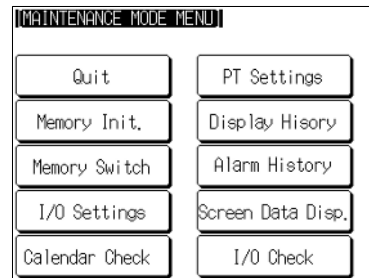 [MAINTENANCE MODE MENU]
Quit
PT Settings
Memory Init.
Display Hisory
Memory Switch
Alarm History
I/O Settings
Screen Data Disp.
Calendar Check
I/O Check